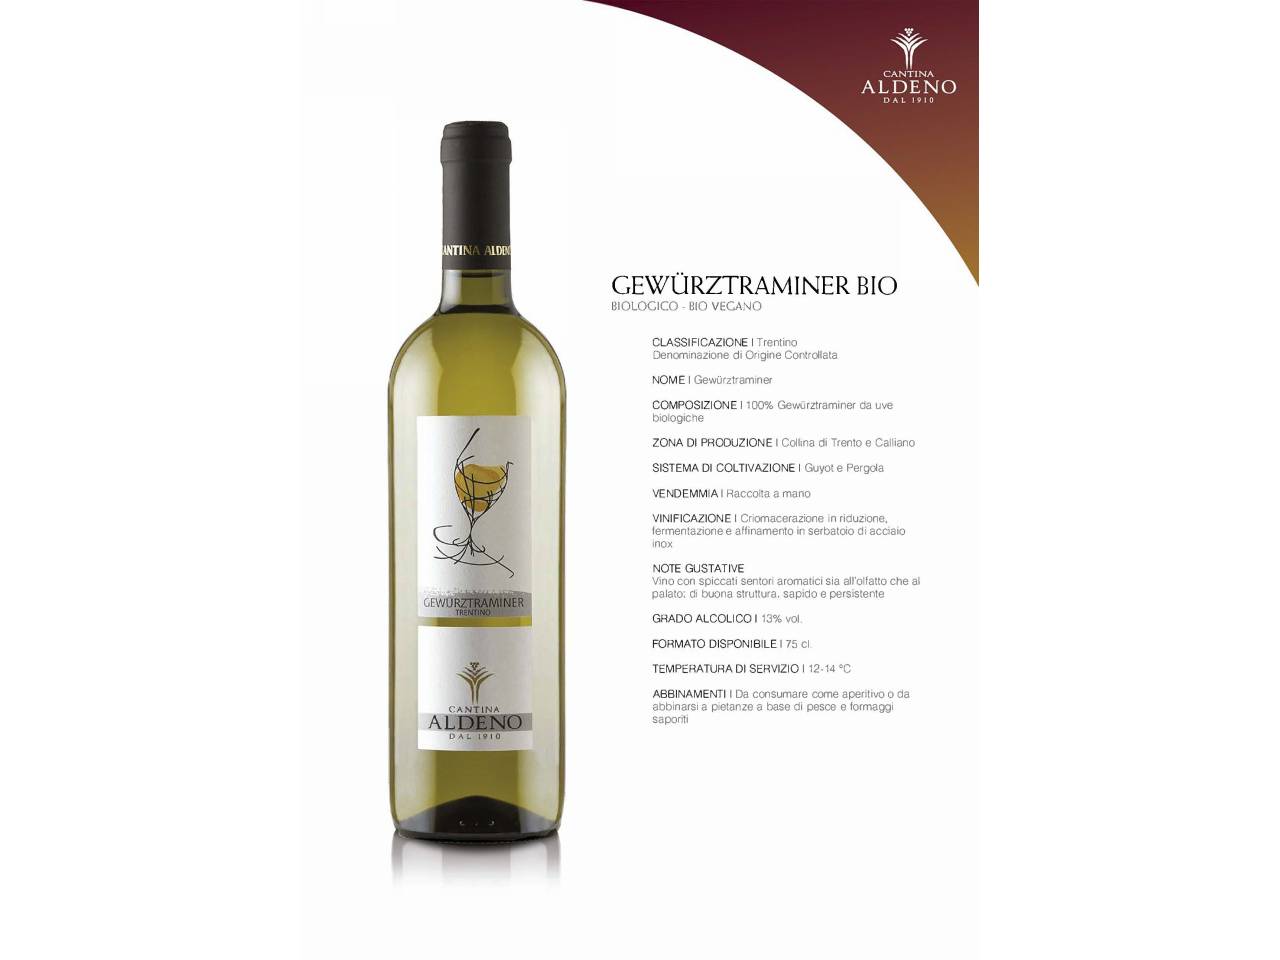 CANTINA
ALDENO
DAL 1910
CANTINA ALDENO
GEWÜRZTRAMINER BIO
BIOLOGICO - BIO VEGANO
CLASSIFICAZIONE I Trentino
Denominazione di Origine Controllata
NOME I Gewürztraminer
COMPOSIZIONE I 100% Gewürztraminer da uve
biologiche
ZONA DI PRODUZIONE I Collina di Trento e Calliano
SISTEMA DI COLTIVAZIONE I Guyot e Pergola
VENDEMMIA I Raccolta a mano
VINIFICAZIONE I Criomacerazione in riduzione,
fermentazione e affinamento in serbatoio di acciaio
inox
NOTE GUSTATIVE
Vino con spiccati sentori aromatici sia all'olfatto che al
palato; di buona struttura, sapido e persistente
GRADO ALCOLICO I 13% vol.
FORMATO DISPONIBILE I 75 cl.
TEMPERATURA DI SERVIZIO I 12-14 °C
ABBINAMENTI I Da consumare come aperitivo o da
abbinarsi a pietanze a base di pesce e formaggi
saporiti
GEWÜRZTRAMINER
TRENTINO
CANTINA
ALDENO
DAL 1910